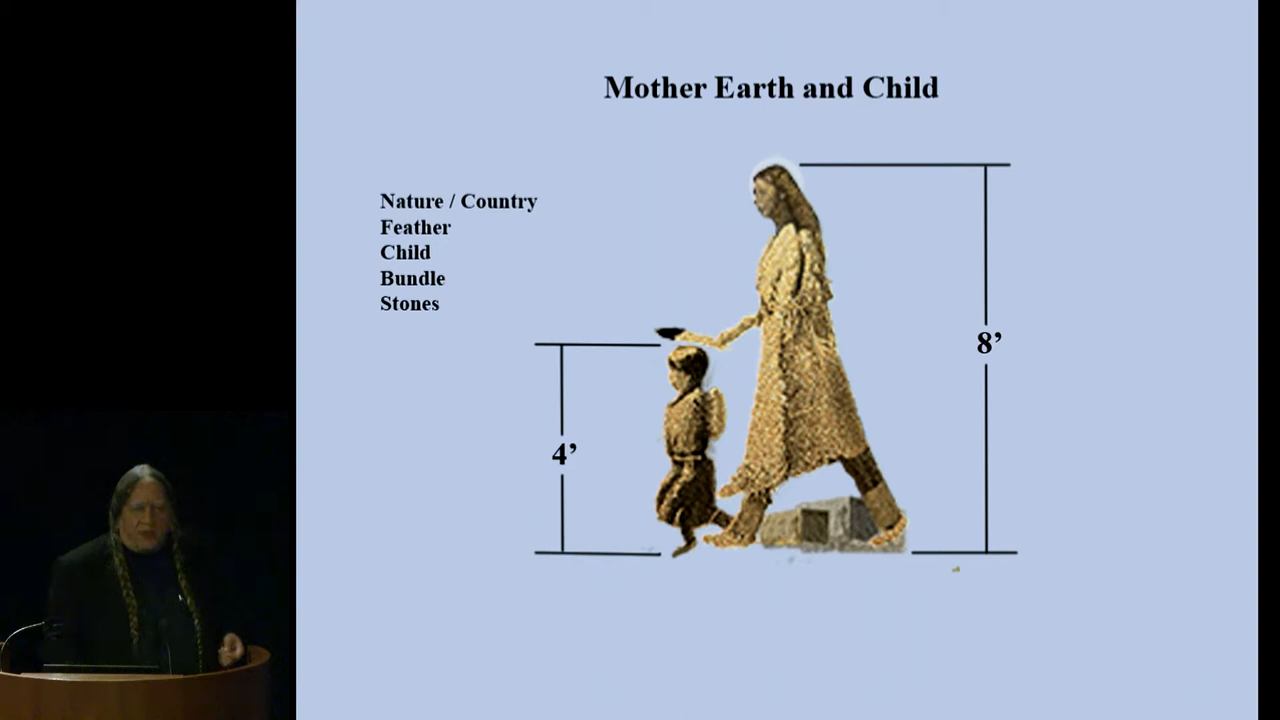 Mother Earth and Child
Nature / Country
Feather
Child
Bundle
Stones
8’
4’